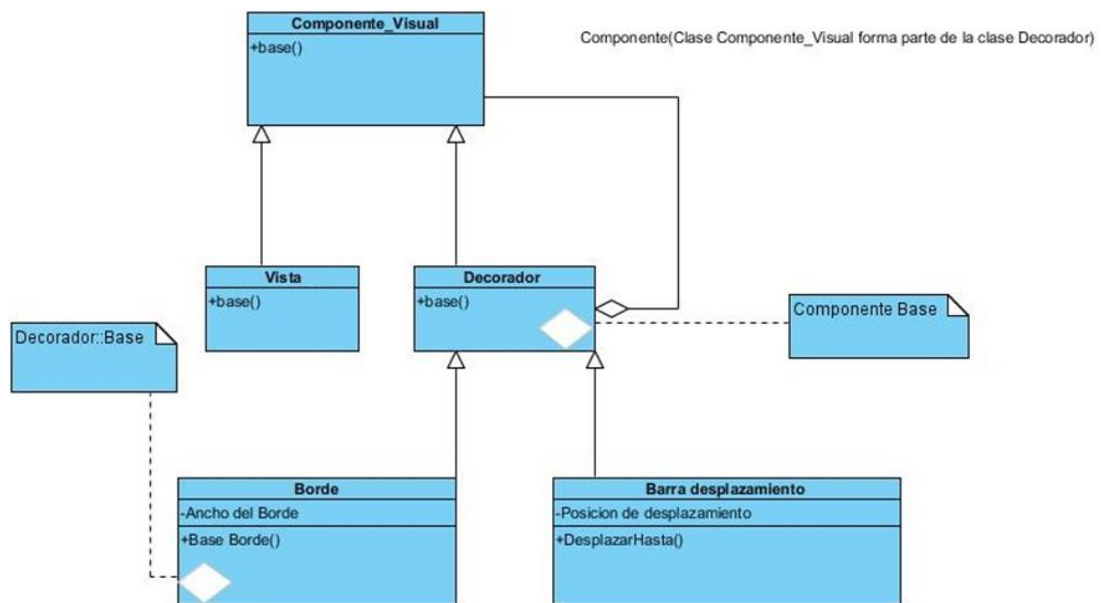 Componente_Visual
+base()
Componente(Clase Componente_Visual forma parte de la clase Decorador)
Vista
+base()
Decorador
+base()
Componente Base
Decorador::Base
Borde
-Ancho del Borde
+Base Borde()
Barra desplazamiento
-Posicion de desplazamiento
+DesplazarHasta()